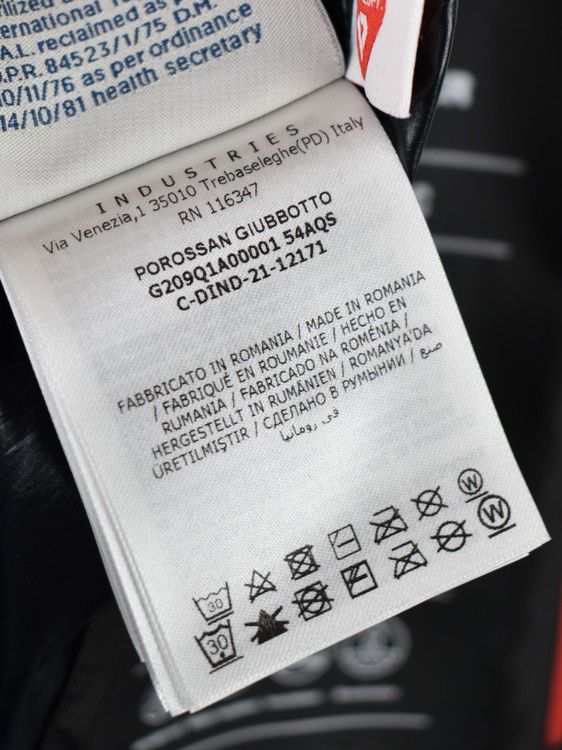 ernational
.A.L. reclaimed as p
.P.R. 84523/1/75 D.M.
10/11/76 as per ordinance
14/10/81 health secretary
INDUSTRIES
Via Venezia,1 35010 Trebaseleghe(PD) Italy
RN 116347
POROSSAN GIUBBOTTO
G209Q1A00001 54AQS
C-DIND-21-12171
FABBRICATO IN ROMANIA / MADE IN ROMANIA
/ FABRIQUÉ EN ROUMANIE / HECHO EN
RUMANIA / FABRICADO NA ROMÉNIA /
HERGESTELLT IN RUMÄNIEN / ROMANYA'DA
ÜRETILMIŞTIR / СДЕЛАНО В РУМЫНИИ / صنع
في رومانيا
30 W
30 W